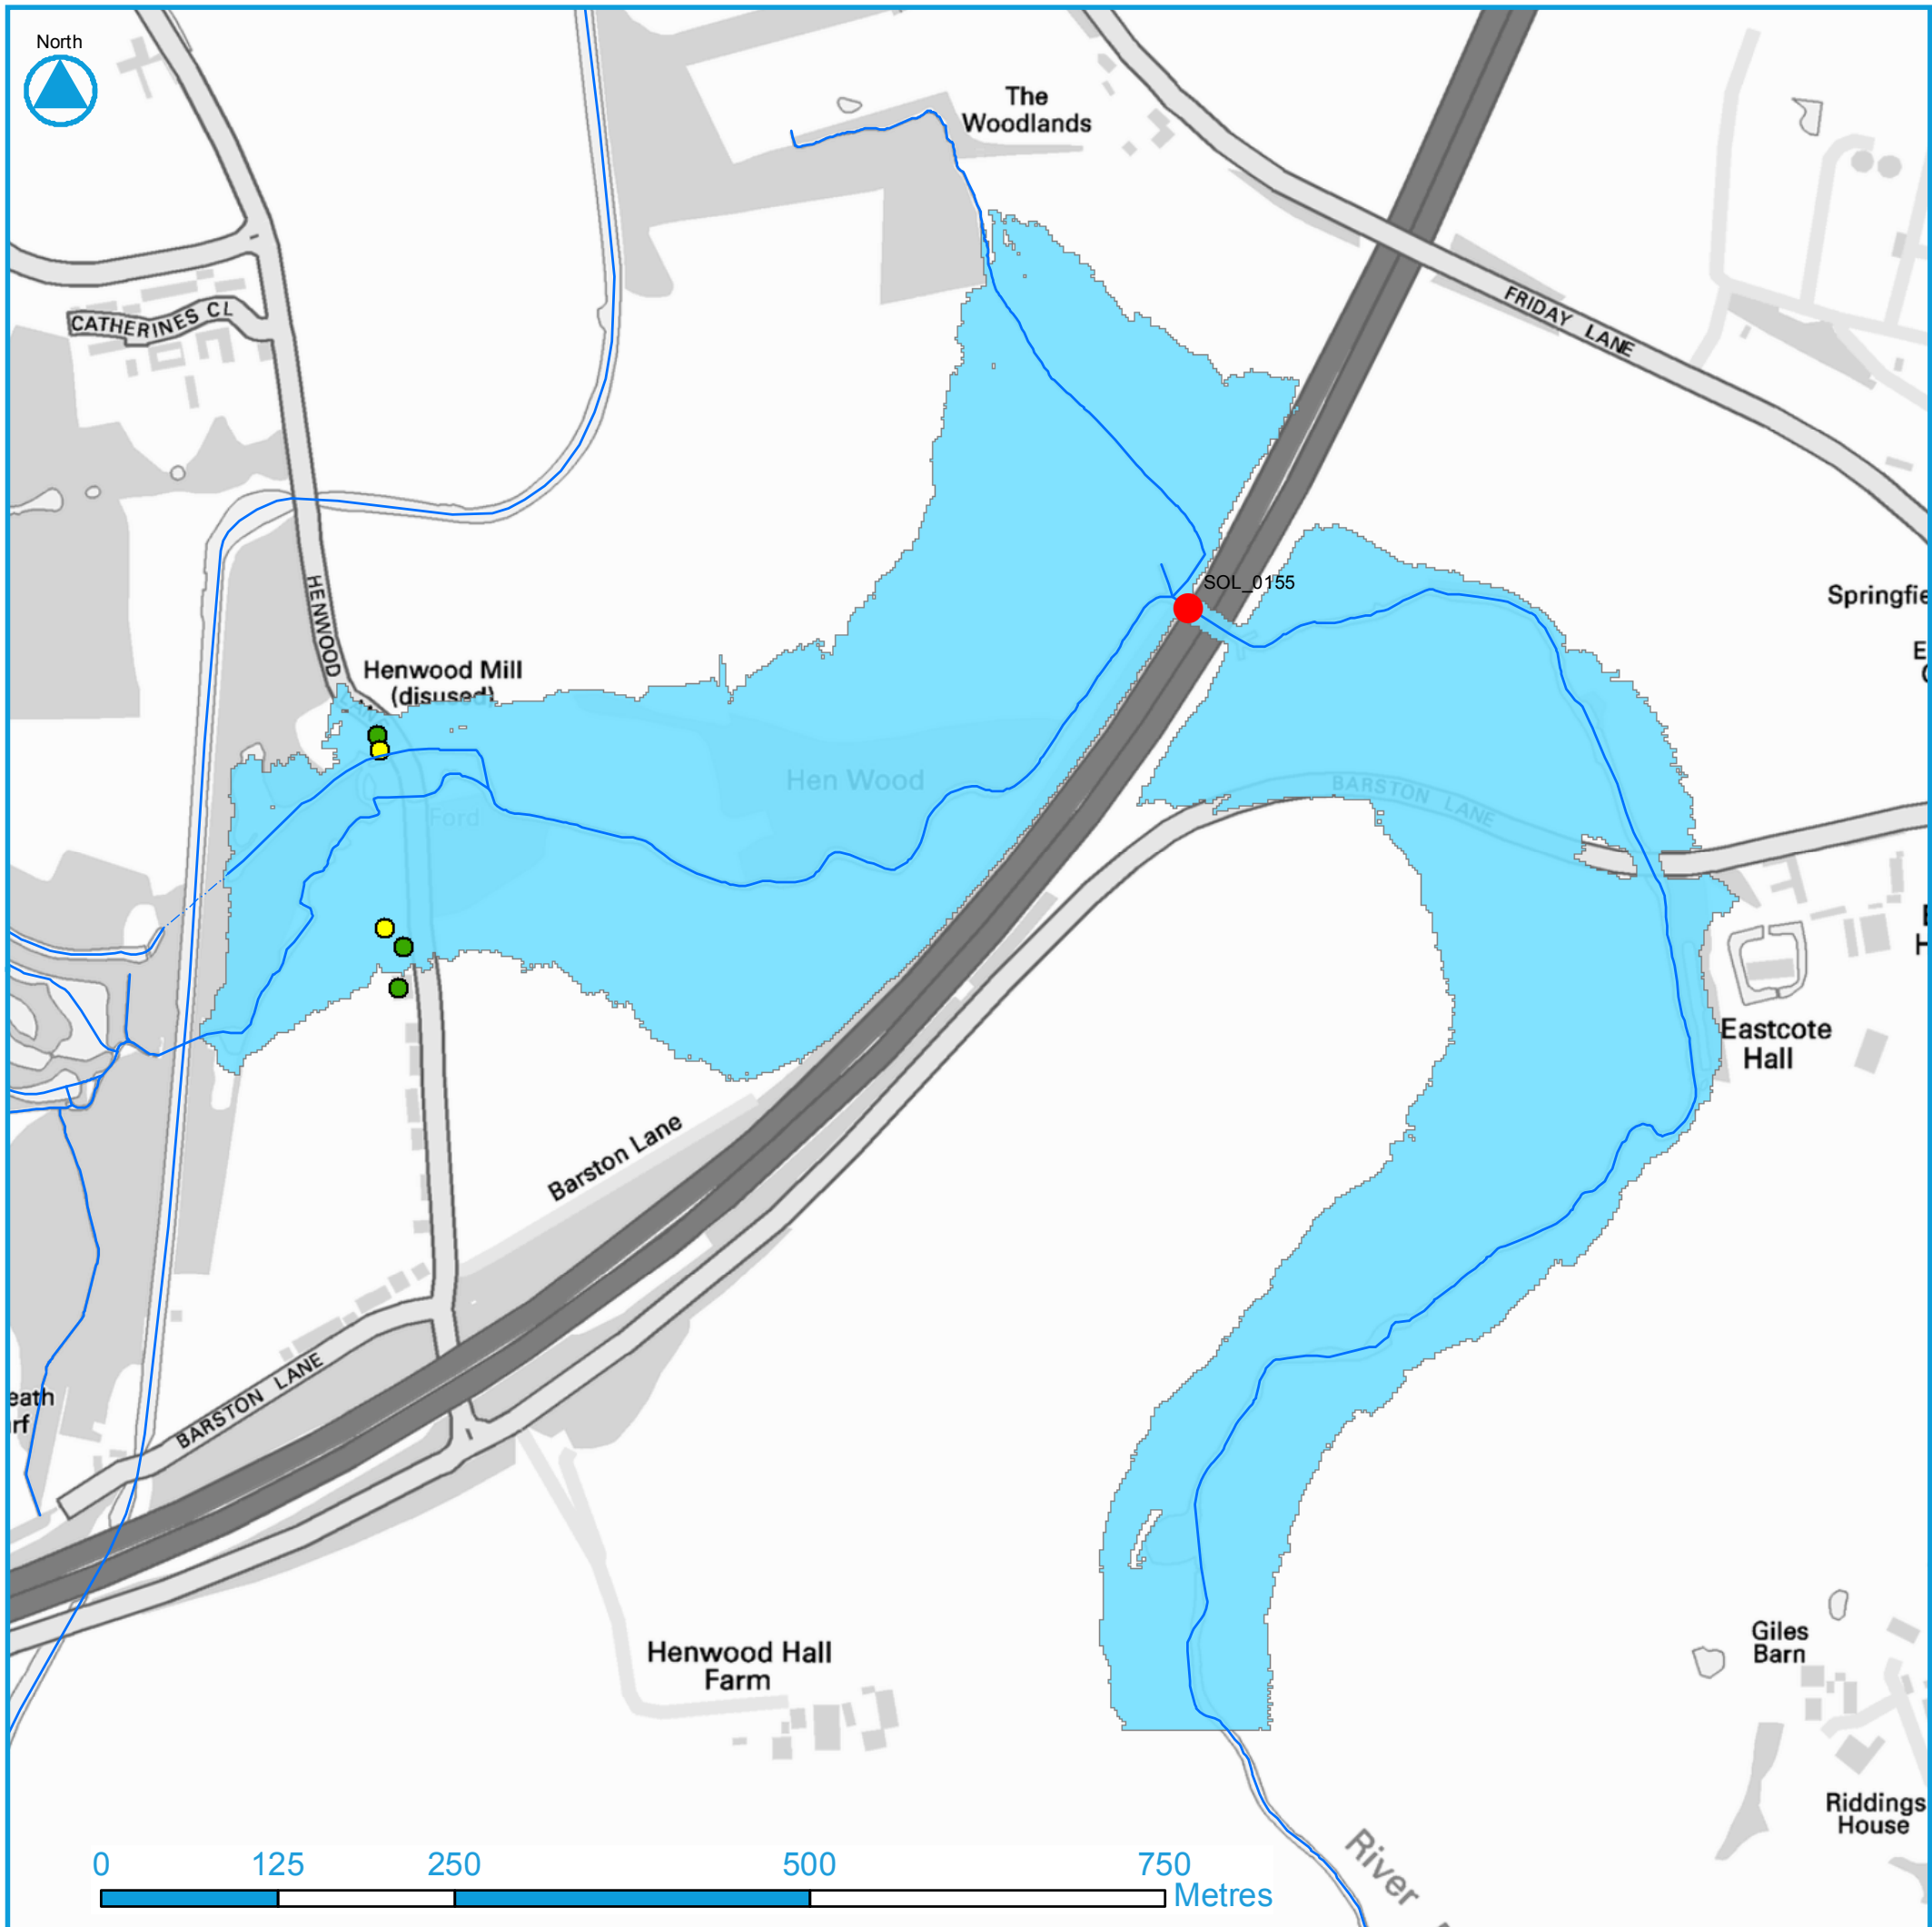 North
The
Woodlands
CATHERINES CL
FRIDAY LANE
SOL_0155
HENWOOD
LANE
Henwood Mill
(disused)
Springfie
E
Hen Wood
BARSTON LANE
Ford
E
H
Eastcote
Hall
Barston Lane
BARSTON LANE
eath
rf
Henwood Hall
Farm
Giles
Barn
Riddings
House
River
0 125 250 500 750
Metres